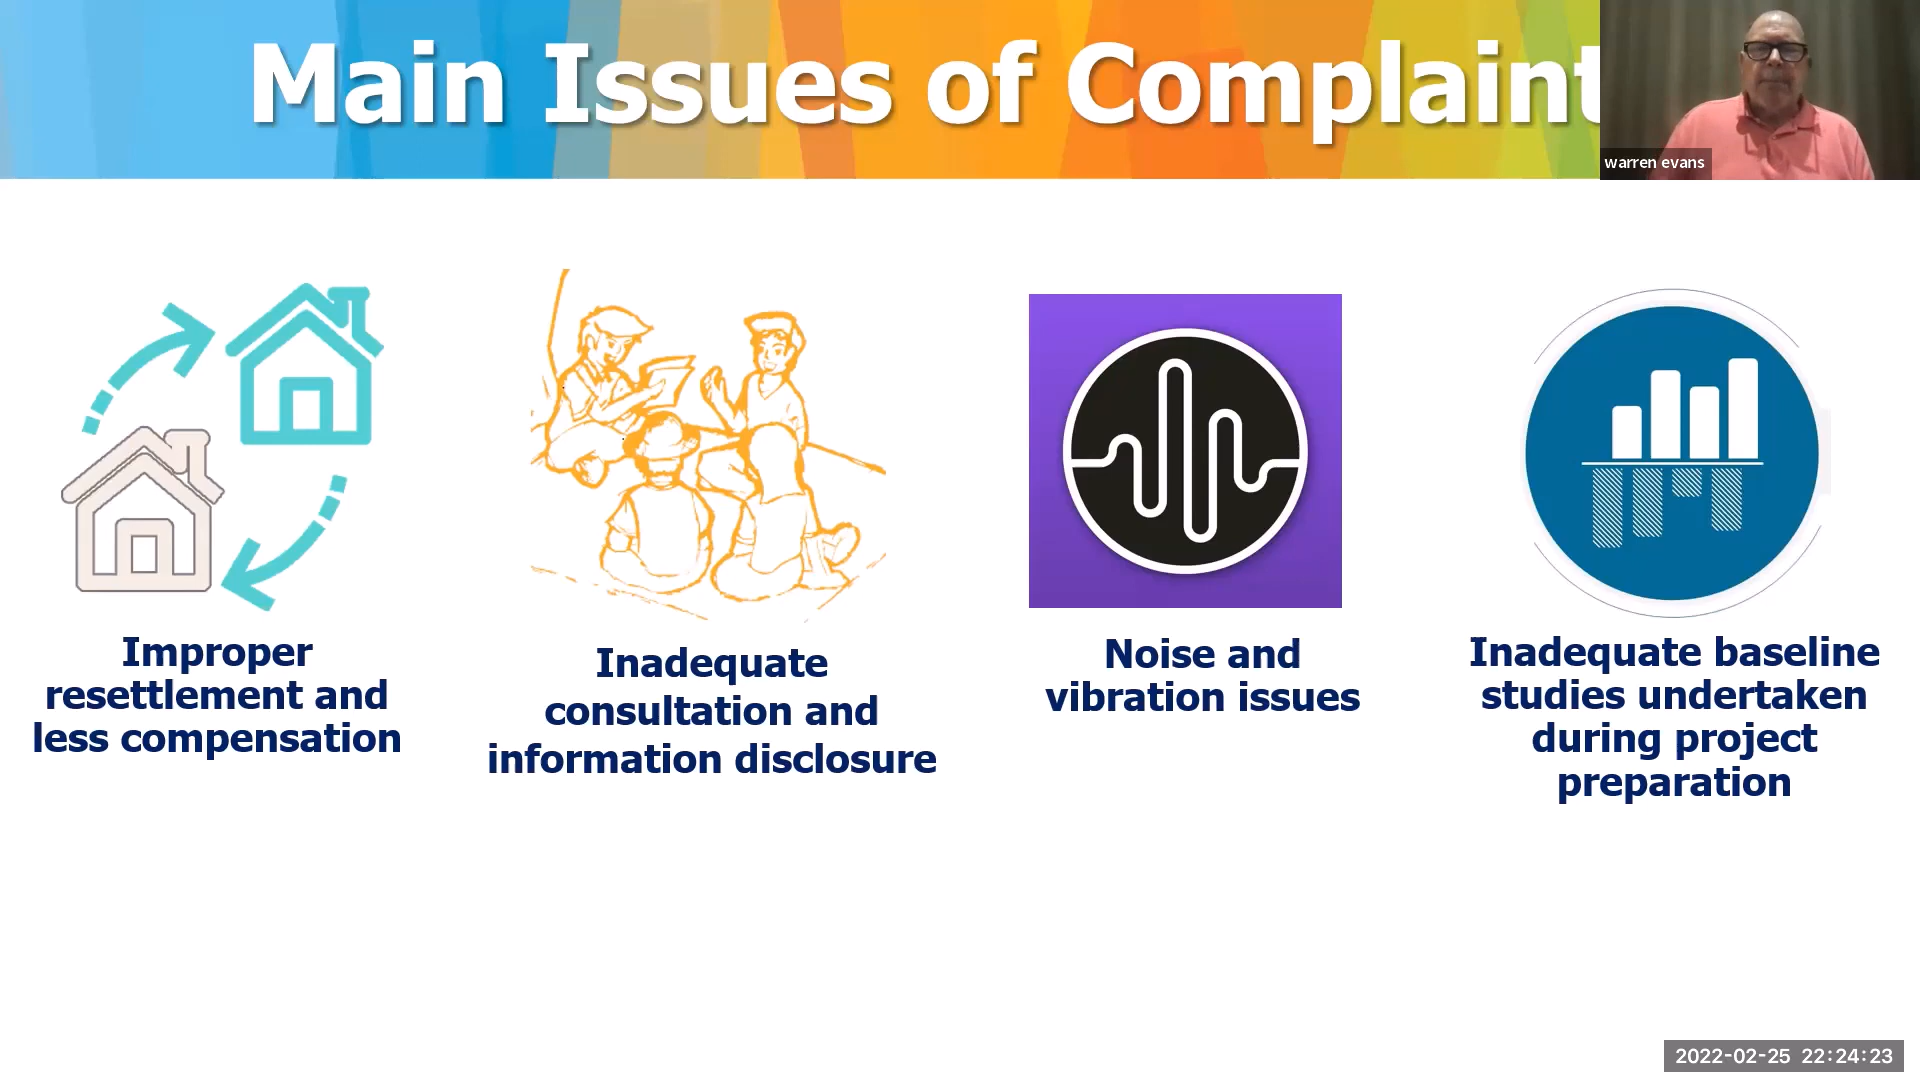 Main Issues of Complaint
warren evans
Improper
resettlement and
less compensation
Inadequate
consultation and
information disclosure
Noise and
vibration issues
Inadequate baseline
studies undertaken
during project
preparation
2022-02-25 22:24:23